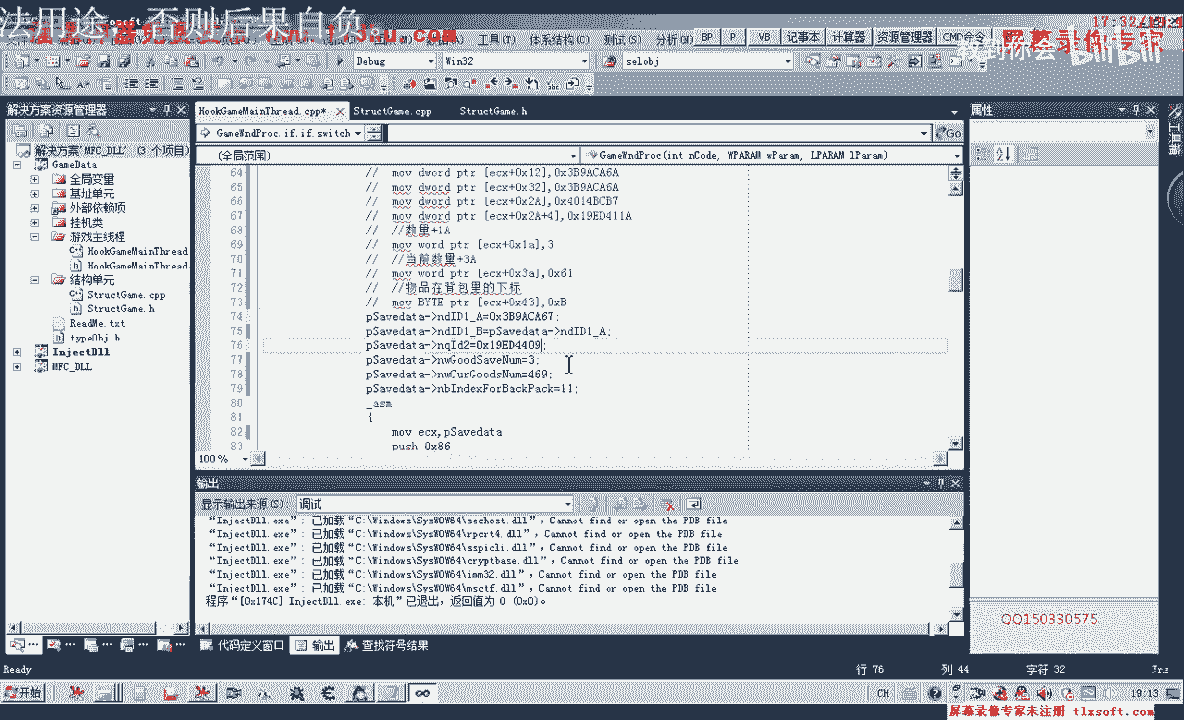 法用途，否则后果自负。
17:32
工具(T) 体系结构(C) 测试(S) 分析(N) BP P VB 记事本 计算器 资源管理器 CMD命令
bilibili
Debug Win32 selobj
解决方案资源管理器
HookGameMainThread.cpp* StructGame.cpp StructGame.h
属性
工具箱
GameWndProc.if.if.switch
Go
(全局范围) GameWndProc(int nCode, WPARAM wParam, LPARAM lParam)
解决方案"MFC_DLL" (3 个项目)
GameData
全局变量
基址单元
外部依赖项
挂机类
游戏主线程
HookGameMainThread
HookGameMainThread
结构单元
StructGame.cpp
StructGame.h
ReadMe.txt
typeObj.h
InjectDll
MFC_DLL
64 // mov dword ptr [ecx+0x12],0x3B9ACA6A
65 // mov dword ptr [ecx+0x32],0x3B9ACA6A
66 // mov dword ptr [ecx+0x2A],0x4014BCB7
67 // mov dword ptr [ecx+0x2A+4],0x19ED411A
68 // //数量+1A
69 // mov word ptr [ecx+0x1a],3
70 // //当前数量+3A
71 // mov word ptr [ecx+0x3a],0x61
72 // //物品在背包里的下标
73 // mov BYTE ptr [ecx+0x43],0xB
74 pSavedata->ndID1_A=0x3B9ACA67;
75 pSavedata->ndID1_B=pSavedata->ndID1_A;
76 pSavedata->nqId2=0x19ED4409;
77 pSavedata->nwGoodSaveNum=3;
78 pSavedata->nwCurGoodsNum=469;
79 pSavedata->nbIndexForBackPack=11;
80 _asm
81 {
82 mov ecx,pSavedata
83 push 0x86
100 %
输出
显示输出来源(S): 调试
"InjectDll.exe": 已加载"C:\Windows\SysWOW64\sechost.dll", Cannot find or open the PDB file
"InjectDll.exe": 已加载"C:\Windows\SysWOW64\rpcrt4.dll", Cannot find or open the PDB file
"InjectDll.exe": 已加载"C:\Windows\SysWOW64\sspicli.dll", Cannot find or open the PDB file
"InjectDll.exe": 已加载"C:\Windows\SysWOW64\cryptbase.dll", Cannot find or open the PDB file
"InjectDll.exe": 已加载"C:\Windows\SysWOW64\imm32.dll", Cannot find or open the PDB file
"InjectDll.exe": 已加载"C:\Windows\SysWOW64\msctf.dll", Cannot find or open the PDB file
程序"[0x174C] InjectDll.exe: 本机"已退出，返回值为 0 (0x0)。
QQ150330575
代码定义窗口 输出 查找符号结果
Ready 行 76 列 44 字符 32 Ins
开始 CH 19:13
屏幕录像专家未注册 tlxsoft.com